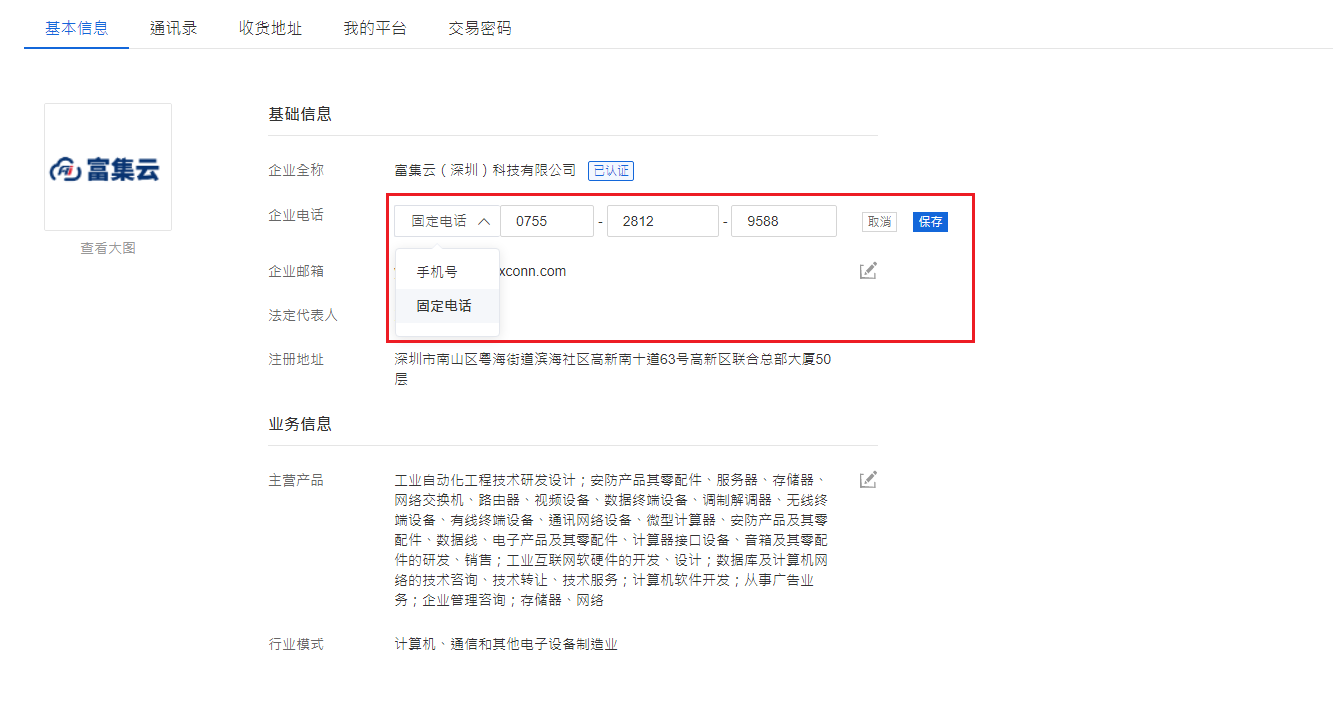 基本信息 通讯录 收货地址 我的平台 交易密码
富集云
查看大图
基础信息
企业全称 富集云（深圳）科技有限公司 已认证
企业电话 固定电话 0755 - 2812 - 9588 取消 保存
手机号
固定电话
企业邮箱 xconn.com
法定代表人
注册地址 深圳市南山区粤海街道滨海社区高新南十道63号高新区联合总部大厦50
层
业务信息
主营产品 工业自动化工程技术研发设计；安防产品其零配件、服务器、存储器、
网络交换机、路由器、视频设备、数据终端设备、调制解调器、无线终
端设备、有线终端设备、通讯网络设备、微型计算器、安防产品及其零
配件、数据线、电子产品及其零配件、计算器接口设备、音箱及其零配
件的研发、销售；工业互联网软硬件的开发、设计；数据库及计算机网
络的技术咨询、技术转让、技术服务；计算机软件开发；从事广告业
务；企业管理咨询；存储器、网络
行业模式 计算机、通信和其他电子设备制造业